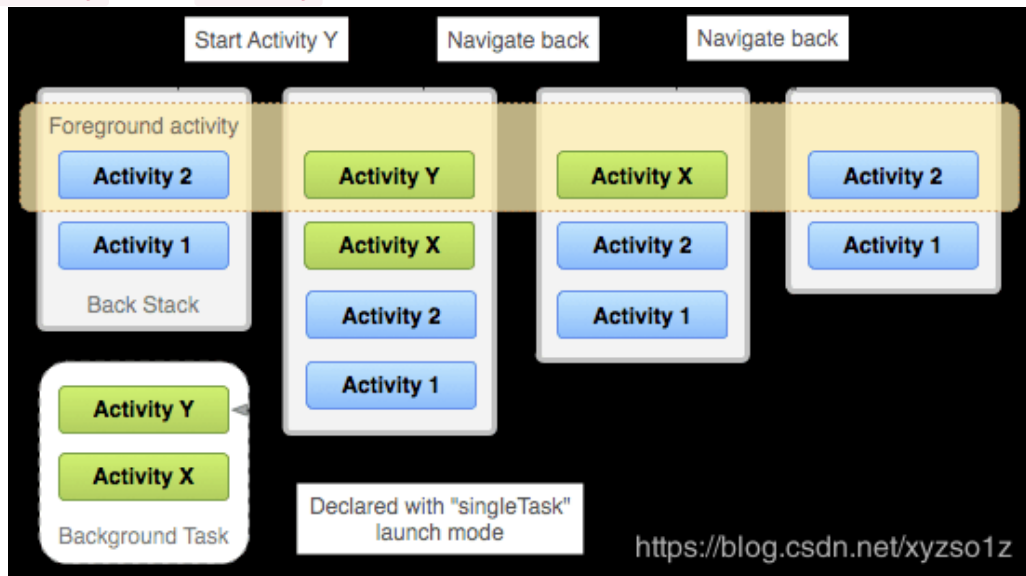 Start Activity Y
Navigate back
Navigate back
Foreground activity
Activity 2
Activity Y
Activity X
Activity 2
Activity 1
Activity X
Activity 2
Activity 1
Back Stack
Activity 2
Activity 1
Activity 1
Activity Y
Activity X
Background Task
Declared with "singleTask"
launch mode
https://blog.csdn.net/xyzso1z